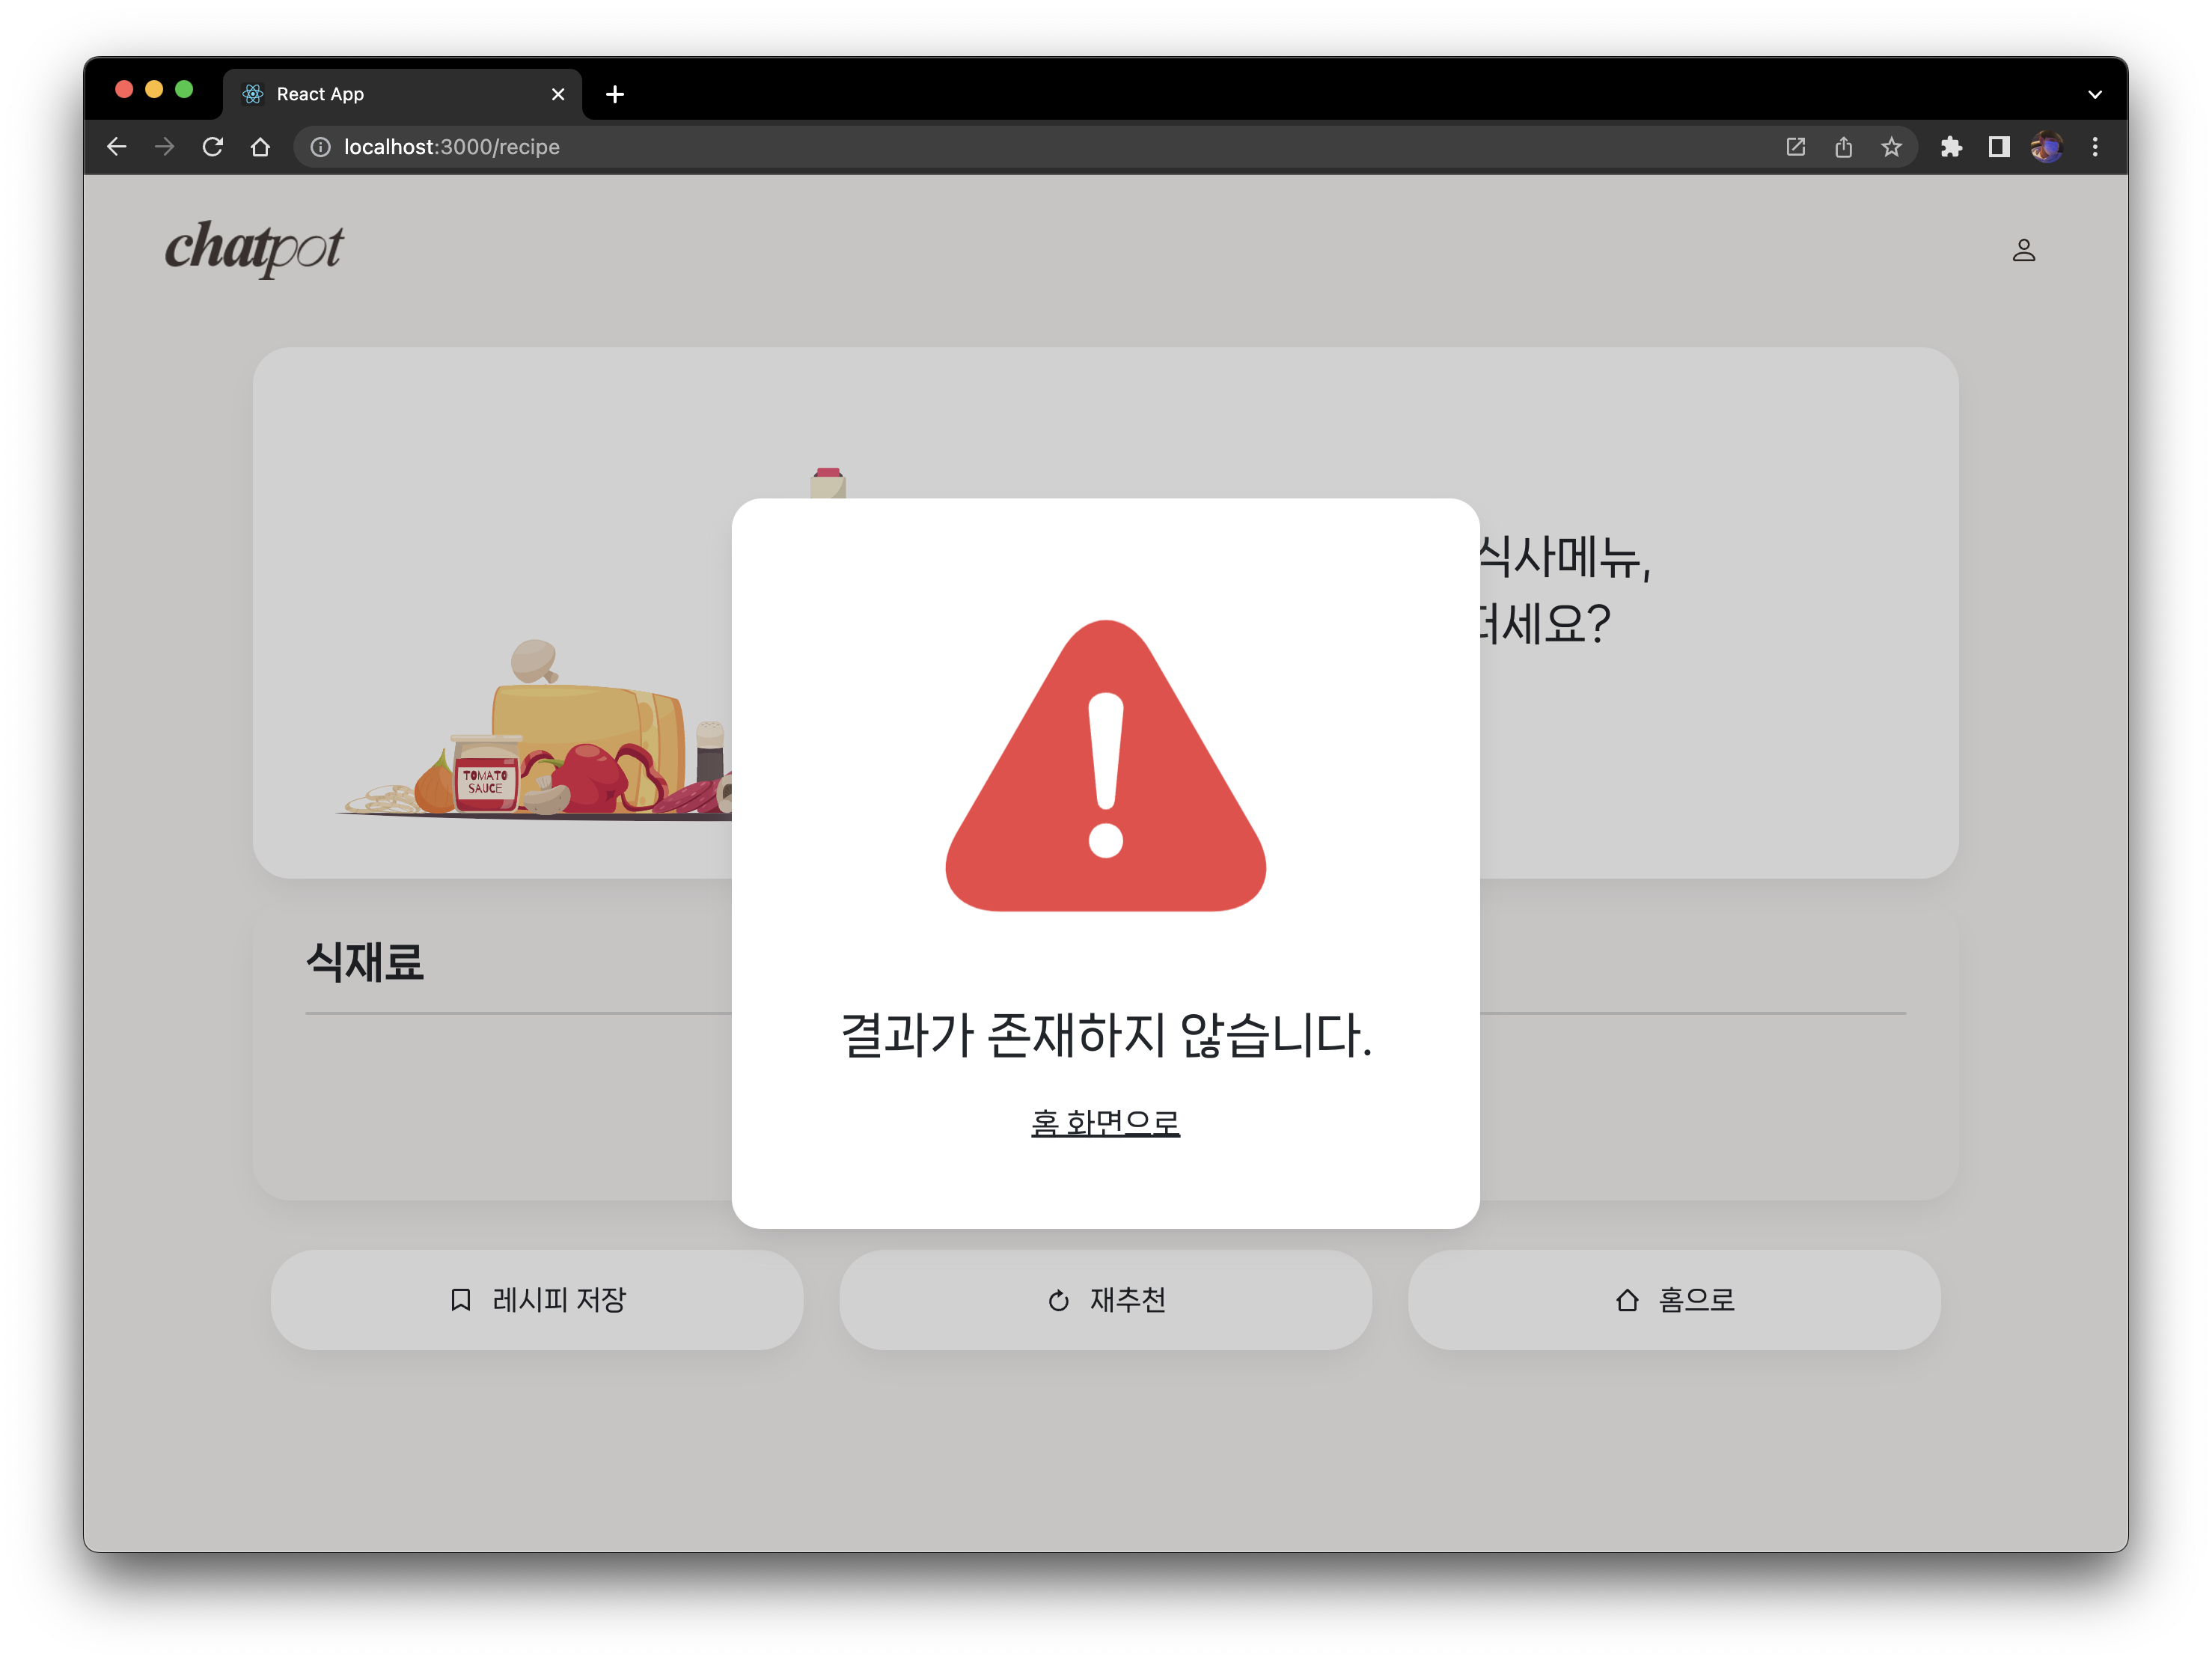 React App
localhost:3000/recipe
chatpot
식사메뉴,
세요?
TOMATO
SAUCE
식재료
결과가 존재하지 않습니다.
홈 화면으로
레시피 저장
재추천
홈으로